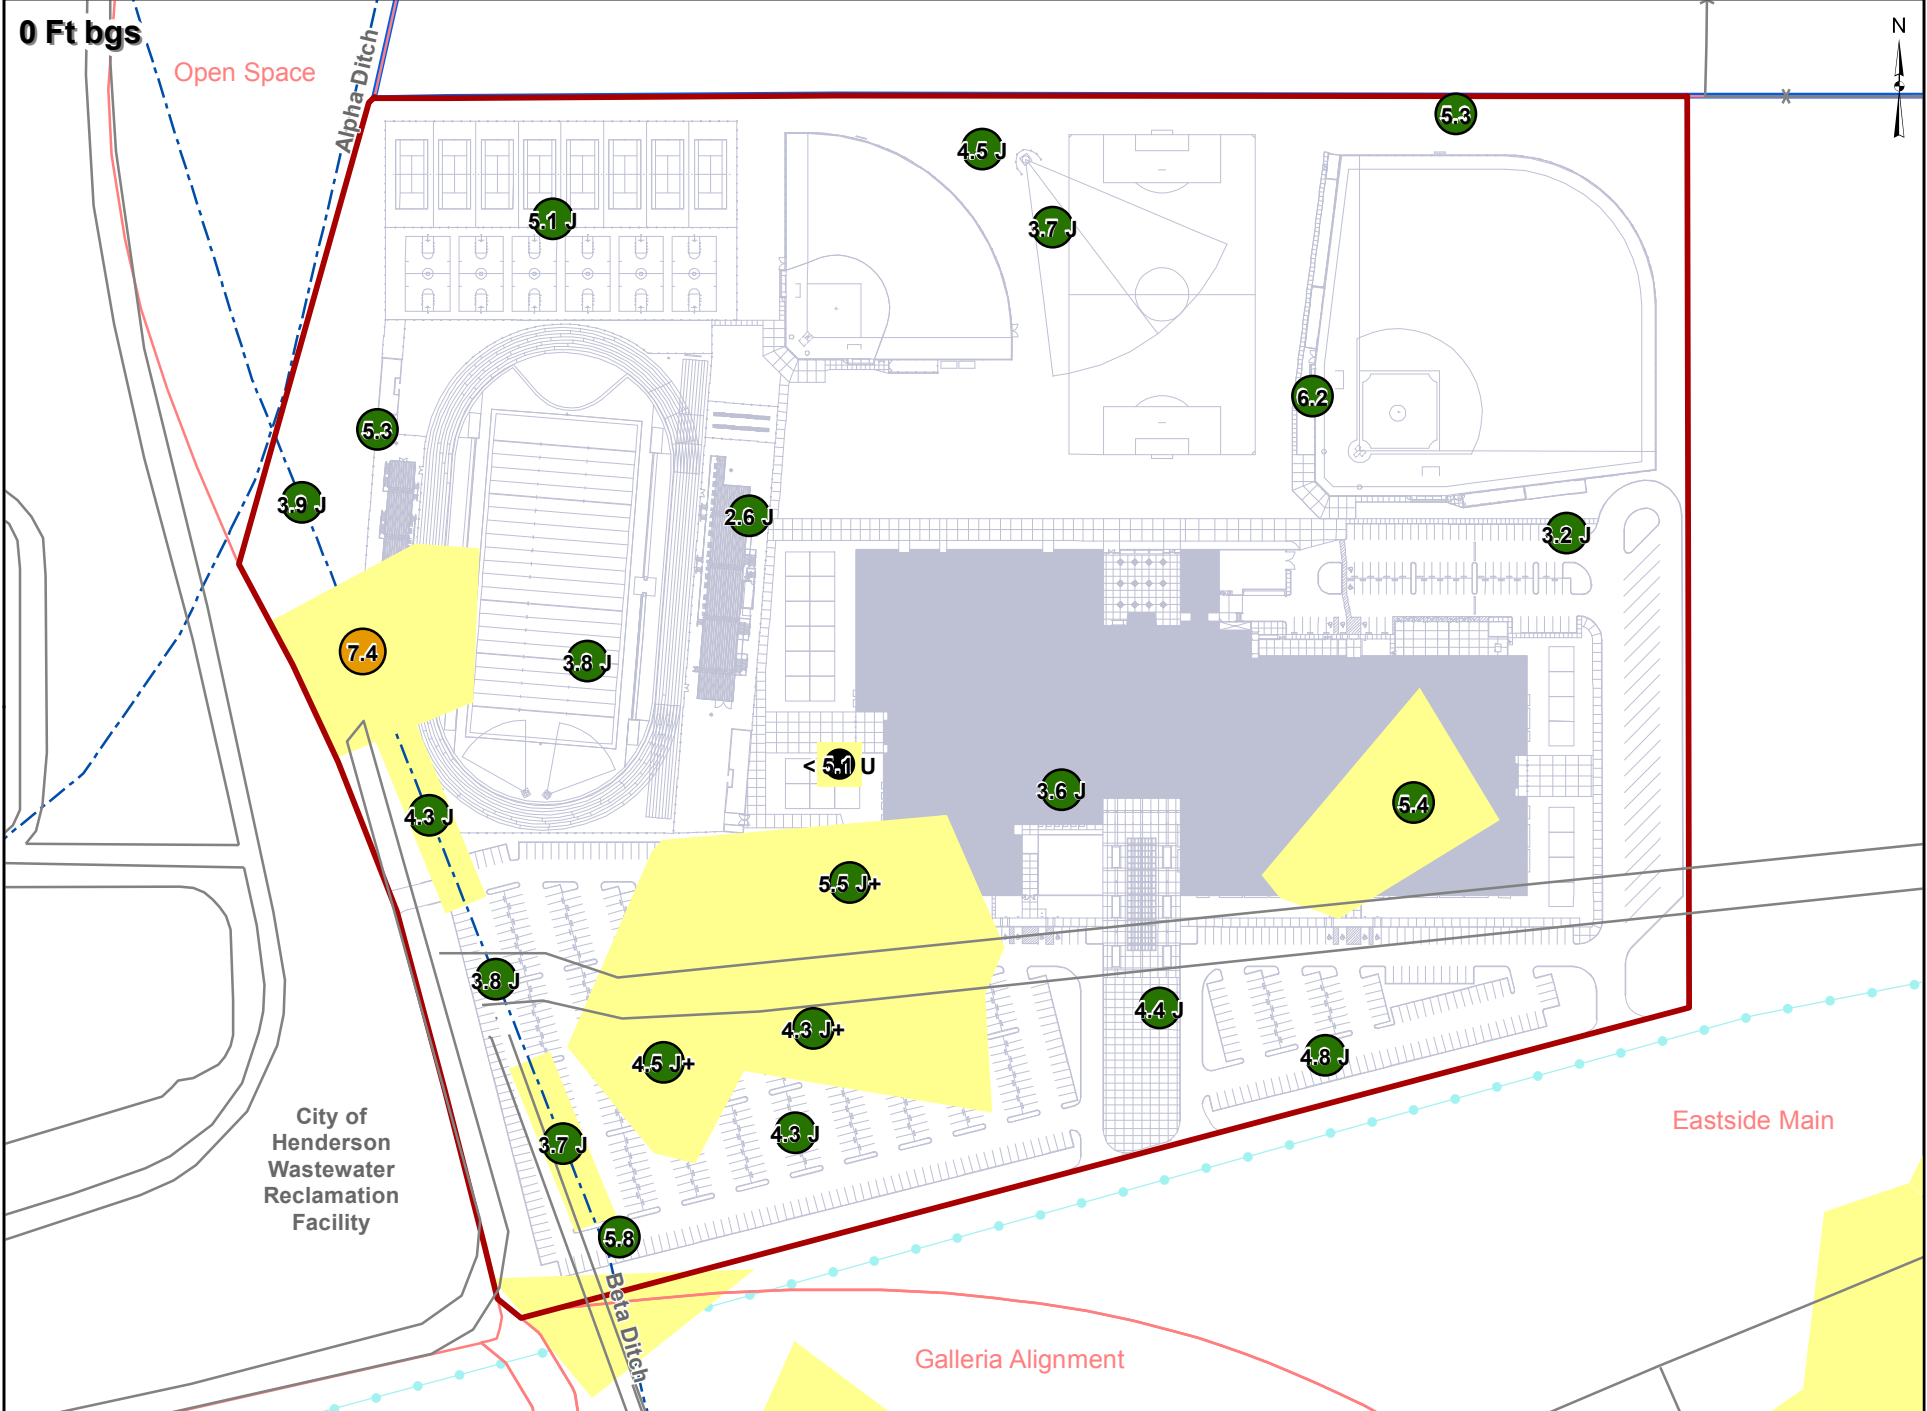 0 Ft bgs
N
Open Space
Alpha Ditch
5.3
4.5 J
5.1 J
3.7 J
6.2
5.3
3.9 J
2.6 J
3.2 J
7.4
3.8 J
< 5.1 U
3.6 J
5.4
4.3 J
5.5 J+
3.8 J
4.4 J
4.3 J+
4.8 J
4.5 J+
City of
Henderson
Wastewater
Reclamation
Facility
3.7 J
4.3 J
Eastside Main
5.8
Beta Ditch
Galleria Alignment